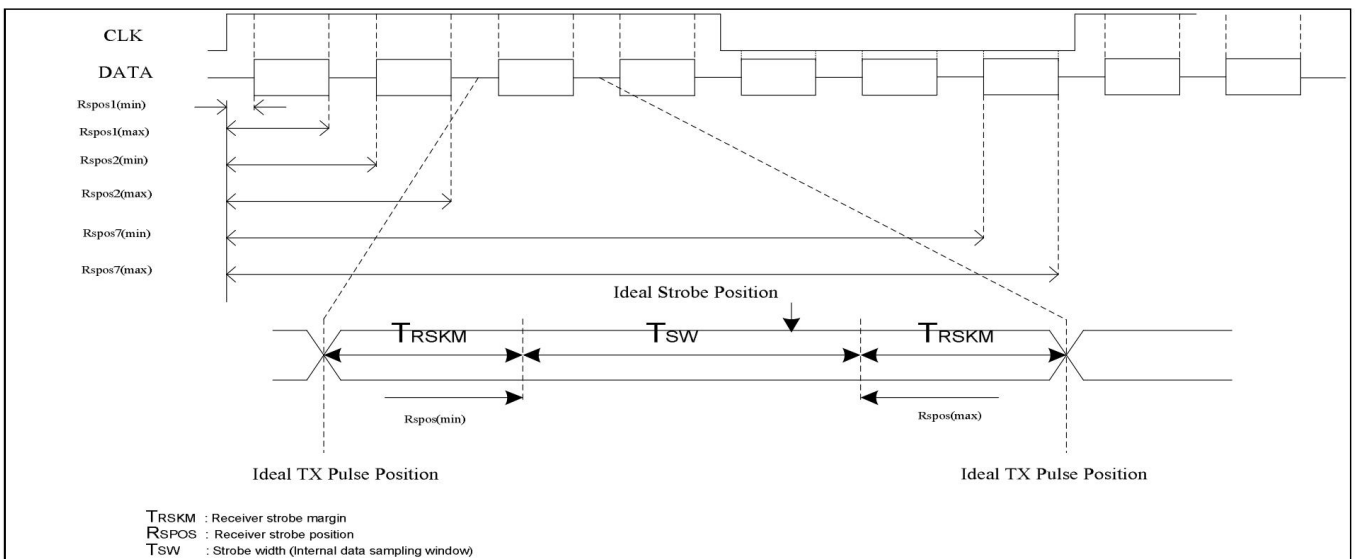 CLK
DATA
Rspos1(min)
Rspos1(max)
Rspos2(min)
Rspos2(max)
Rspos7(min)
Rspos7(max)
Ideal Strobe Position
TRSKM TSW TRSKM
Rspos(min) Rspos(max)
Ideal TX Pulse Position Ideal TX Pulse Position
TRSKM : Receiver strobe margin
RSPOS : Receiver strobe position
TSW : Strobe width (Internal data sampling window)